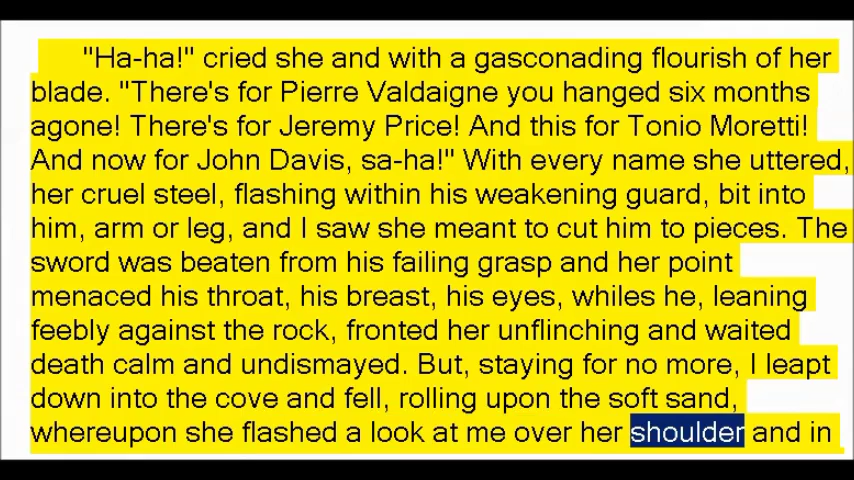 "Ha-ha!" cried she and with a gasconading flourish of her
blade. "There's for Pierre Valdaigne you hanged six months
agone! There's for Jeremy Price! And this for Tonio Moretti!
And now for John Davis, sa-ha!" With every name she uttered,
her cruel steel, flashing within his weakening guard, bit into
him, arm or leg, and I saw she meant to cut him to pieces. The
sword was beaten from his failing grasp and her point
menaced his throat, his breast, his eyes, whiles he, leaning
feebly against the rock, fronted her unflinching and waited
death calm and undismayed. But, staying for no more, I leapt
down into the cove and fell, rolling upon the soft sand,
whereupon she flashed a look at me over her shoulder and in